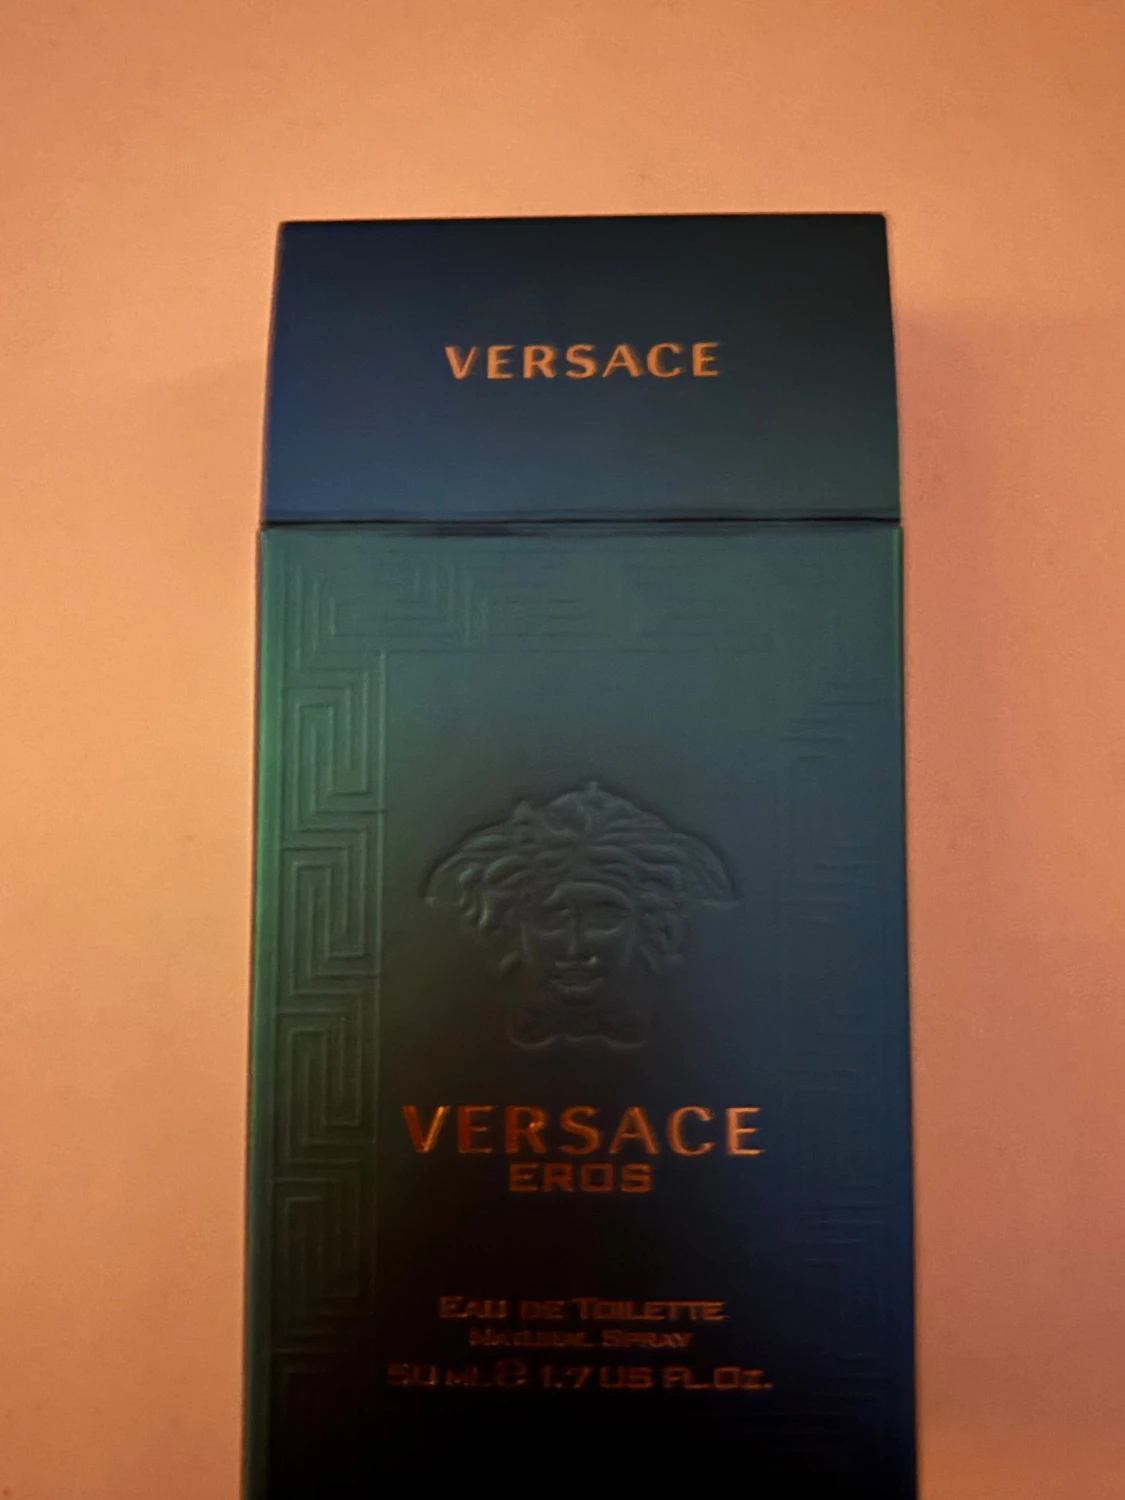 VERSACE
VERSACE
EROS
EAU DE TOILETTE
NATURAL SPRAY
50 ML.℮ 1.7 US FL.OZ.